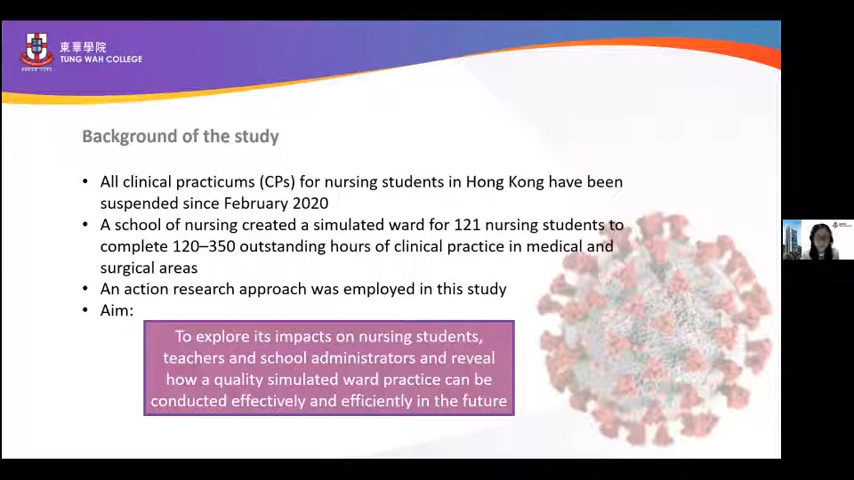 東華學院
TUNG WAH COLLEGE
Background of the study
• All clinical practicums (CPs) for nursing students in Hong Kong have been
suspended since February 2020
• A school of nursing created a simulated ward for 121 nursing students to
complete 120–350 outstanding hours of clinical practice in medical and
surgical areas
• An action research approach was employed in this study
• Aim:
To explore its impacts on nursing students,
teachers and school administrators and reveal
how a quality simulated ward practice can be
conducted effectively and efficiently in the future